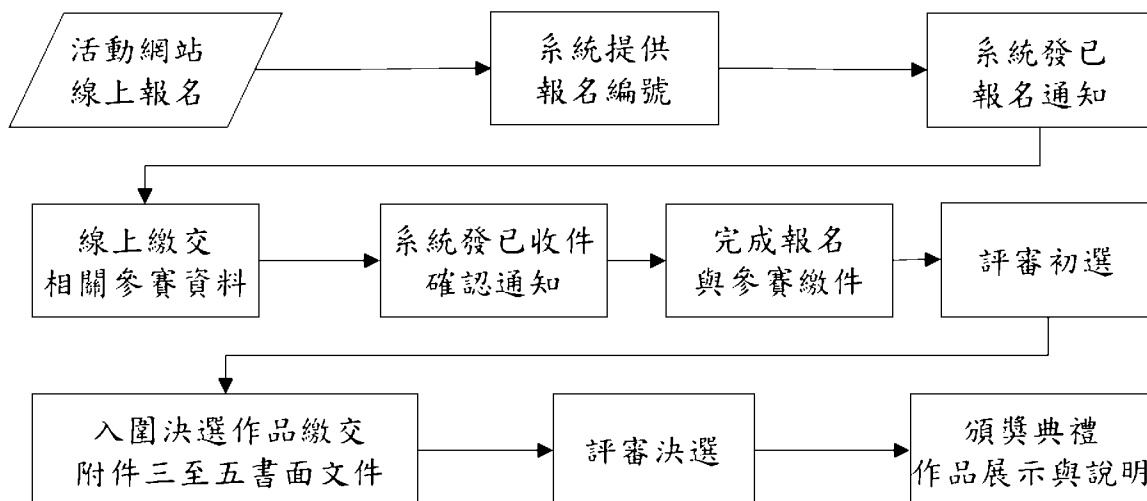 活動網站
線上報名
系統提供
報名編號
系統發已
報名通知
線上繳交
相關參賽資料
系統發已收件
確認通知
完成報名
與參賽繳件
評審初選
入圍決選作品繳交
附件三至五書面文件
評審決選
頒獎典禮
作品展示與說明